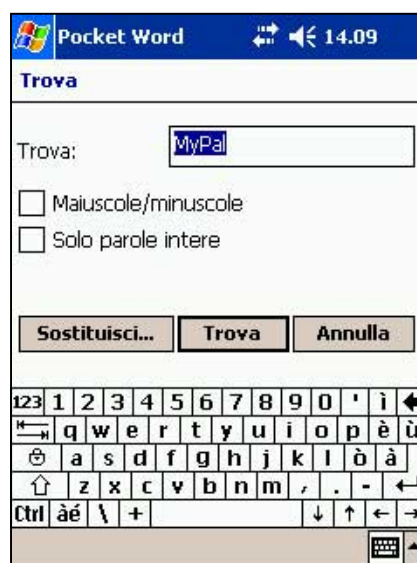 Pocket Word 14.09
Trova
Trova: MyPal
Maiuscole/minuscole
Solo parole intere
Sostituisci... Trova Annulla
123 1 2 3 4 5 6 7 8 9 0 ' ì
q w e r t y u i o p è ù
a s d f g h j k l ò à
z x c v b n m , . -
Ctrl àé \ +